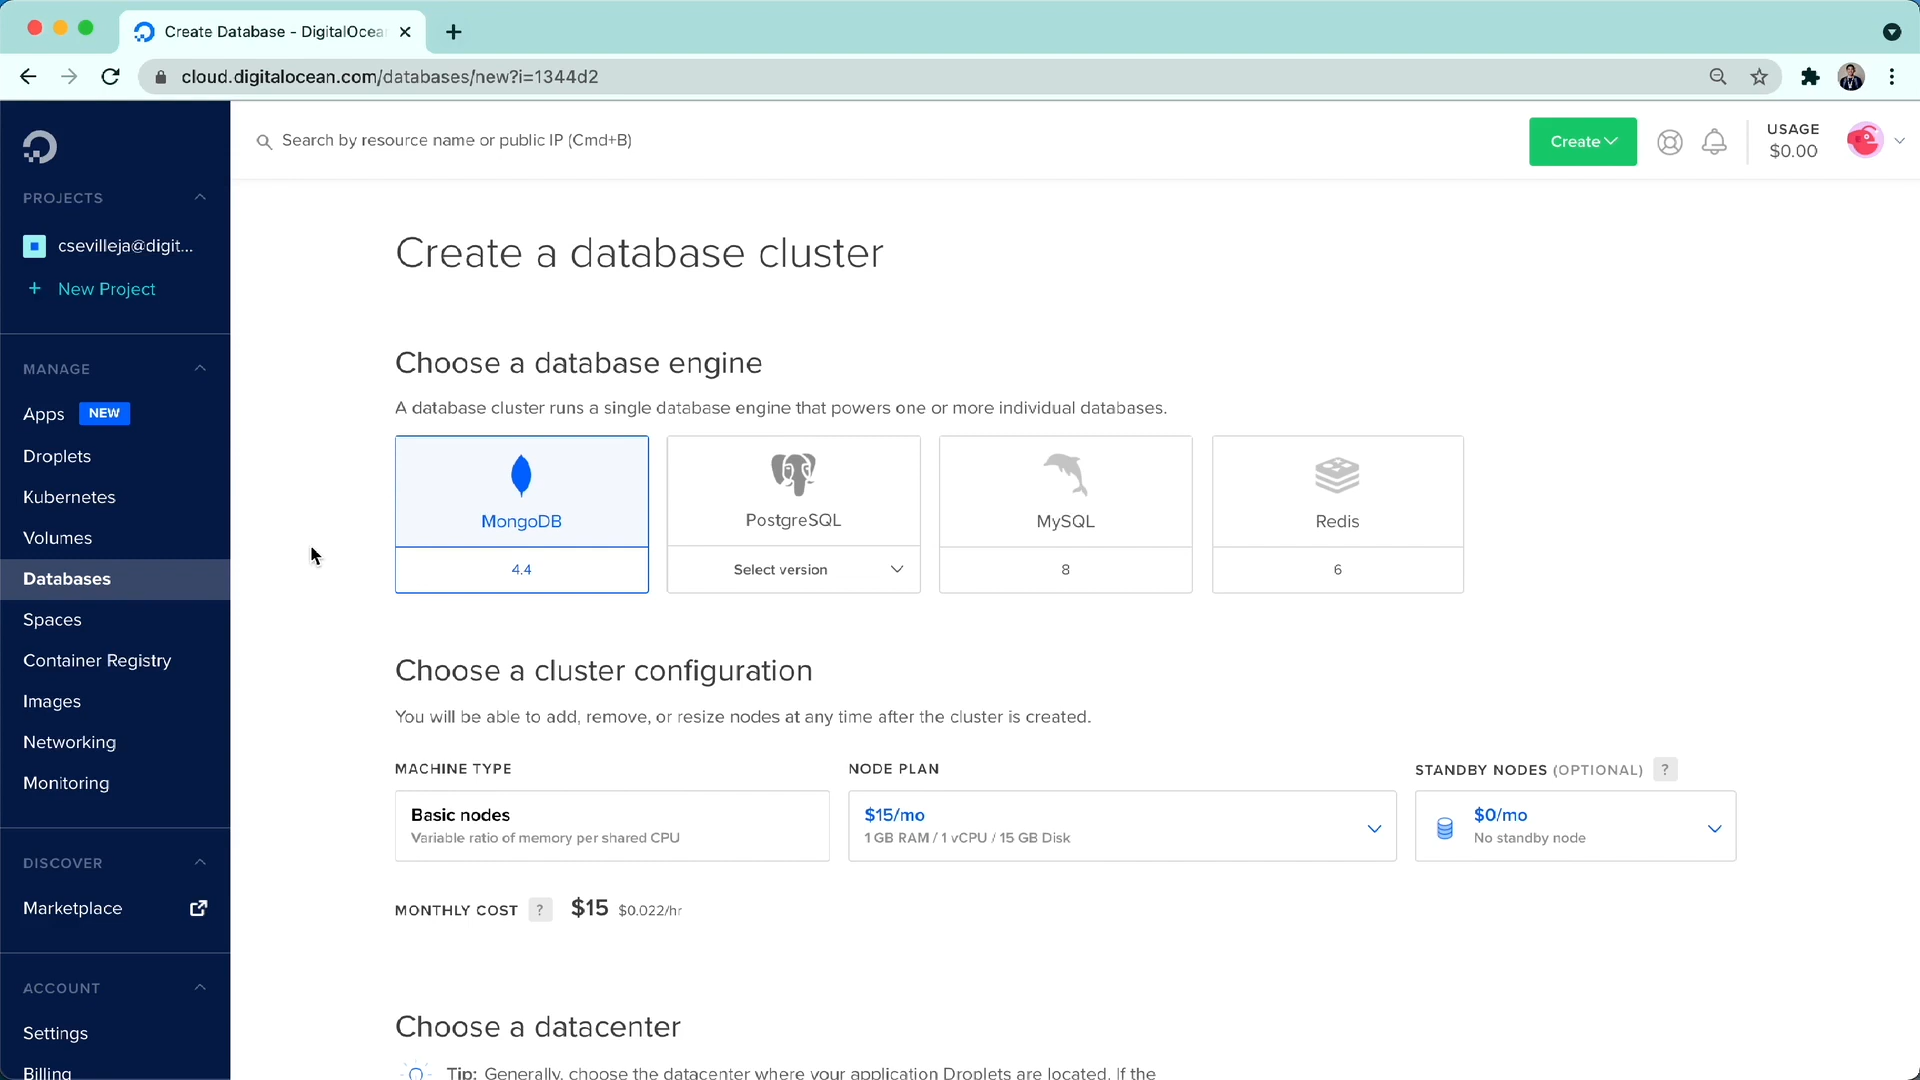 Create Database - DigitalOcea
cloud.digitalocean.com/databases/new?i=1344d2
Search by resource name or public IP (Cmd+B)
Create
USAGE
$0.00
PROJECTS
csevilleja@digit...
+ New Project
MANAGE
Apps NEW
Droplets
Kubernetes
Volumes
Databases
Spaces
Container Registry
Images
Networking
Monitoring
DISCOVER
Marketplace
ACCOUNT
Settings
Billing
Create a database cluster
Choose a database engine
A database cluster runs a single database engine that powers one or more individual databases.
MongoDB
4.4
PostgreSQL
Select version
MySQL
8
Redis
6
Choose a cluster configuration
You will be able to add, remove, or resize nodes at any time after the cluster is created.
MACHINE TYPE
Basic nodes
Variable ratio of memory per shared CPU
NODE PLAN
$15/mo
1 GB RAM / 1 vCPU / 15 GB Disk
STANDBY NODES (OPTIONAL) ?
$0/mo
No standby node
MONTHLY COST ? $15 $0.022/hr
Choose a datacenter
Tip: Generally, choose the datacenter where your application Droplets are located. If the